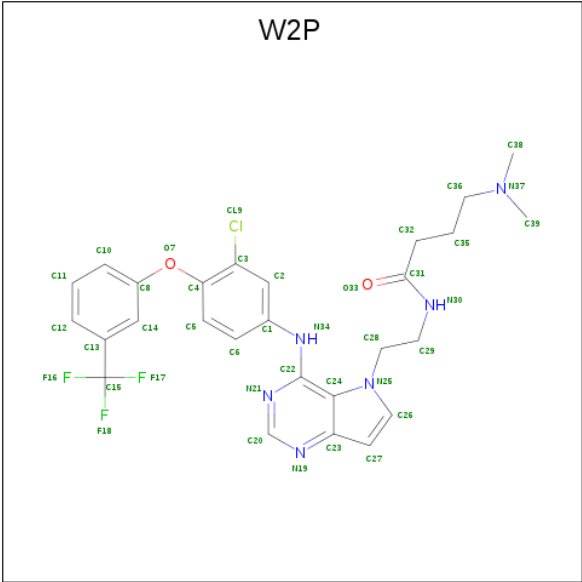 W2P
C38
N N37
C36
C39
CL9
Cl
C32
C35
C10
O7
C3
C31
C11
O
C2
O O33
NH N30
C8
C4
C12
C14
C5
C1
N34
C28
C13
C6
NH
C29
C22
F16 F
F F17
C24
N25
C15
N21 N
N
F
C26
F18
C20
N
C23
C27
N19